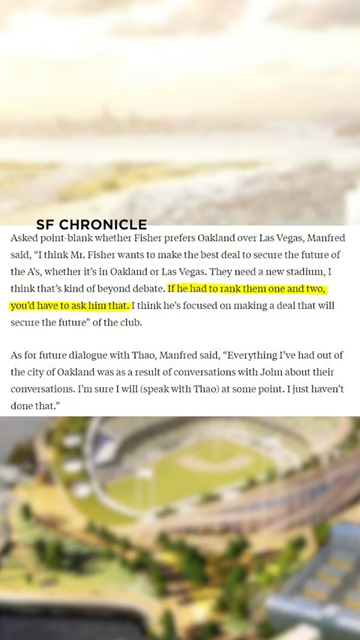 SF CHRONICLE
Asked point-blank whether Fisher prefers Oakland over Las Vegas, Manfred
said, “I think Mr. Fisher wants to make the best deal to secure the future of
the A’s, whether it’s in Oakland or Las Vegas. They need a new stadium, I
think that’s kind of beyond debate. If he had to rank them one and two,
you’d have to ask him that. I think he’s focused on making a deal that will
secure the future” of the club.
As for future dialogue with Thao, Manfred said, “Everything I’ve had out of
the city of Oakland was as a result of conversations with John about their
conversations. I’m sure I will (speak with Thao) at some point. I just haven’t
done that.”